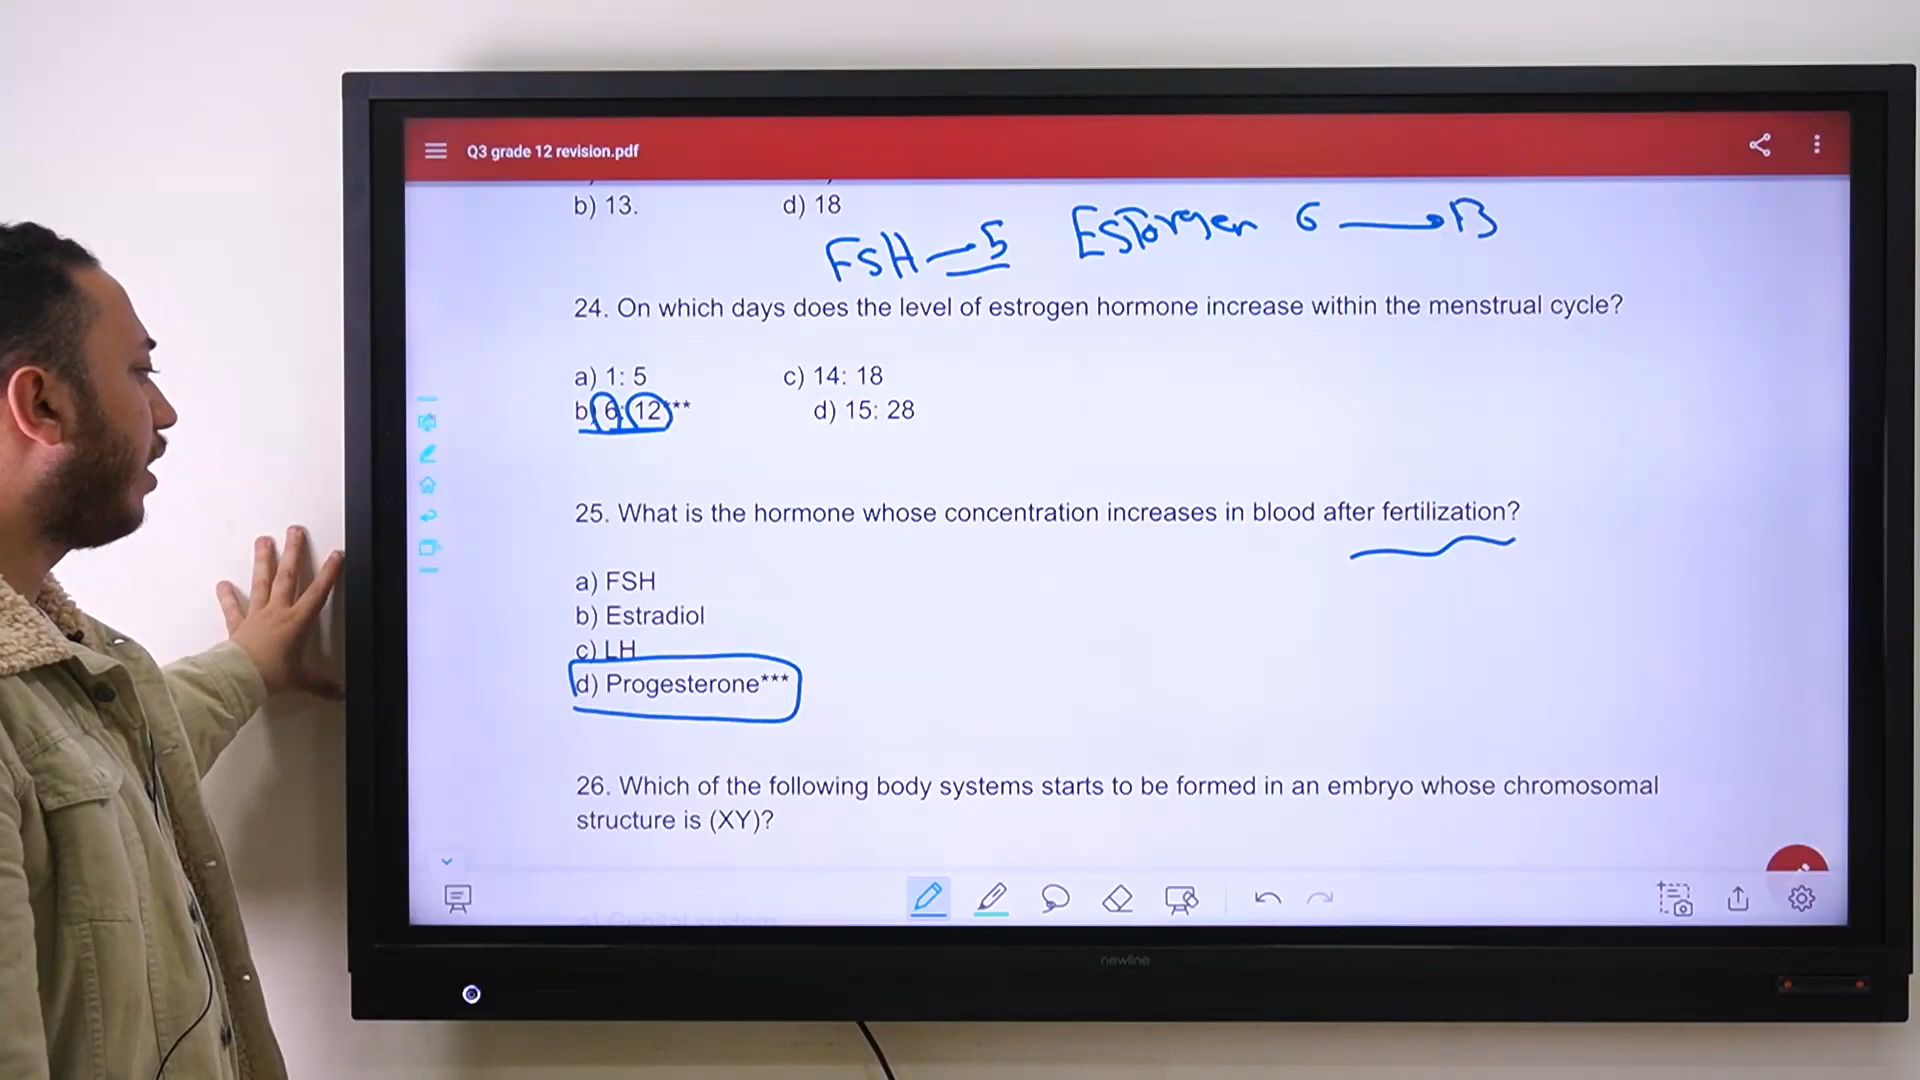 Q3 grade 12 revision.pdf
b) 13. d) 18
FSH 5 Estorgen 6 13
24. On which days does the level of estrogen hormone increase within the menstrual cycle?
a) 1: 5 c) 14: 18
b) 6: 12*** d) 15: 28
25. What is the hormone whose concentration increases in blood after fertilization?
a) FSH
b) Estradiol
c) LH
d) Progesterone***
26. Which of the following body systems starts to be formed in an embryo whose chromosomal
structure is (XY)?
a) Genital system
newline